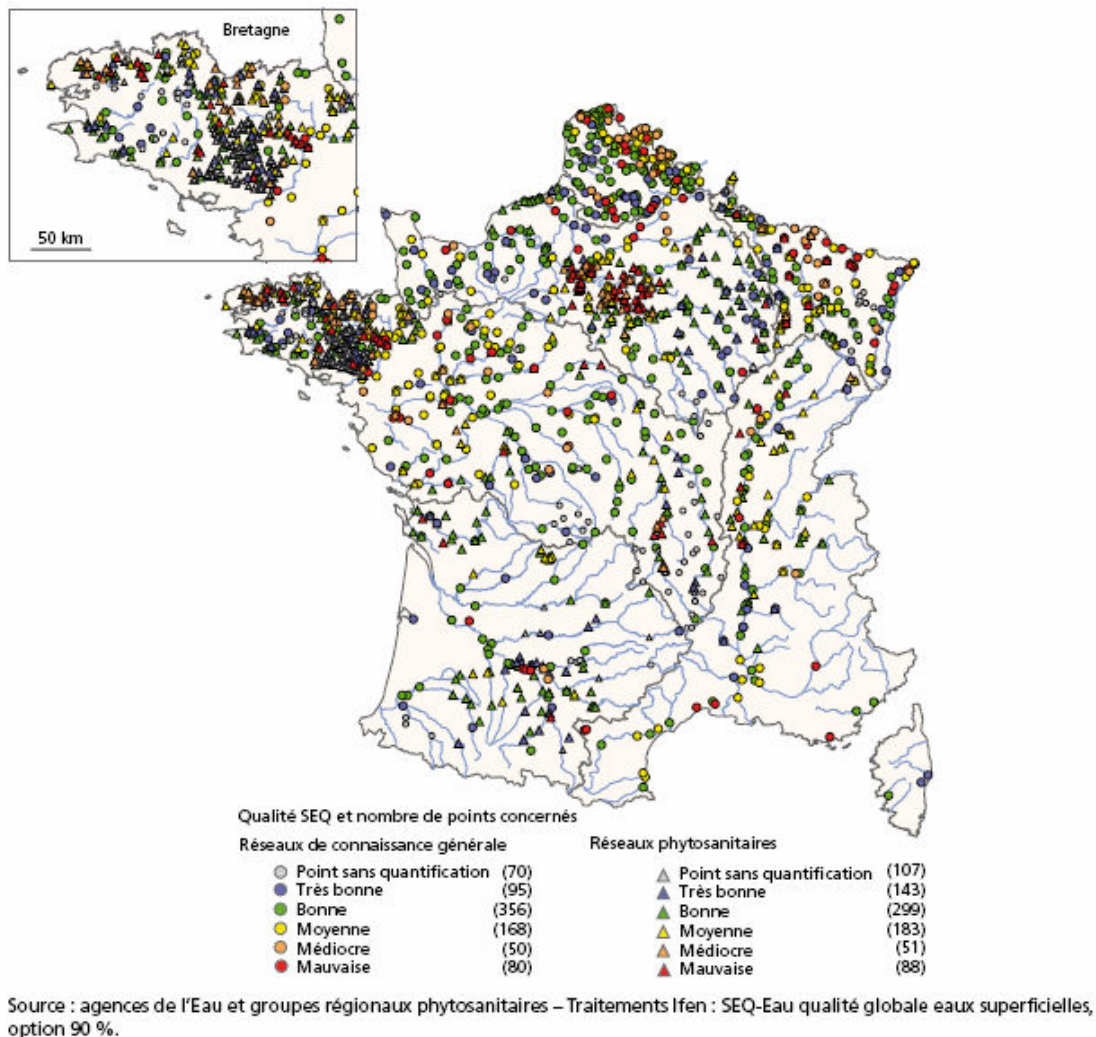 Bretagne
50 km
Qualité SEQ et nombre de points concernés
Réseaux de connaissance générale
Point sans quantification (70)
Très bonne (95)
Bonne (356)
Moyenne (168)
Médiocre (50)
Mauvaise (80)
Réseaux phytosanitaires
Point sans quantification (107)
Très bonne (143)
Bonne (299)
Moyenne (183)
Médiocre (51)
Mauvaise (88)
Source : agences de l'Eau et groupes régionaux phytosanitaires – Traitements Ifen : SEQ-Eau qualité globale eaux superficielles,
option 90 %.